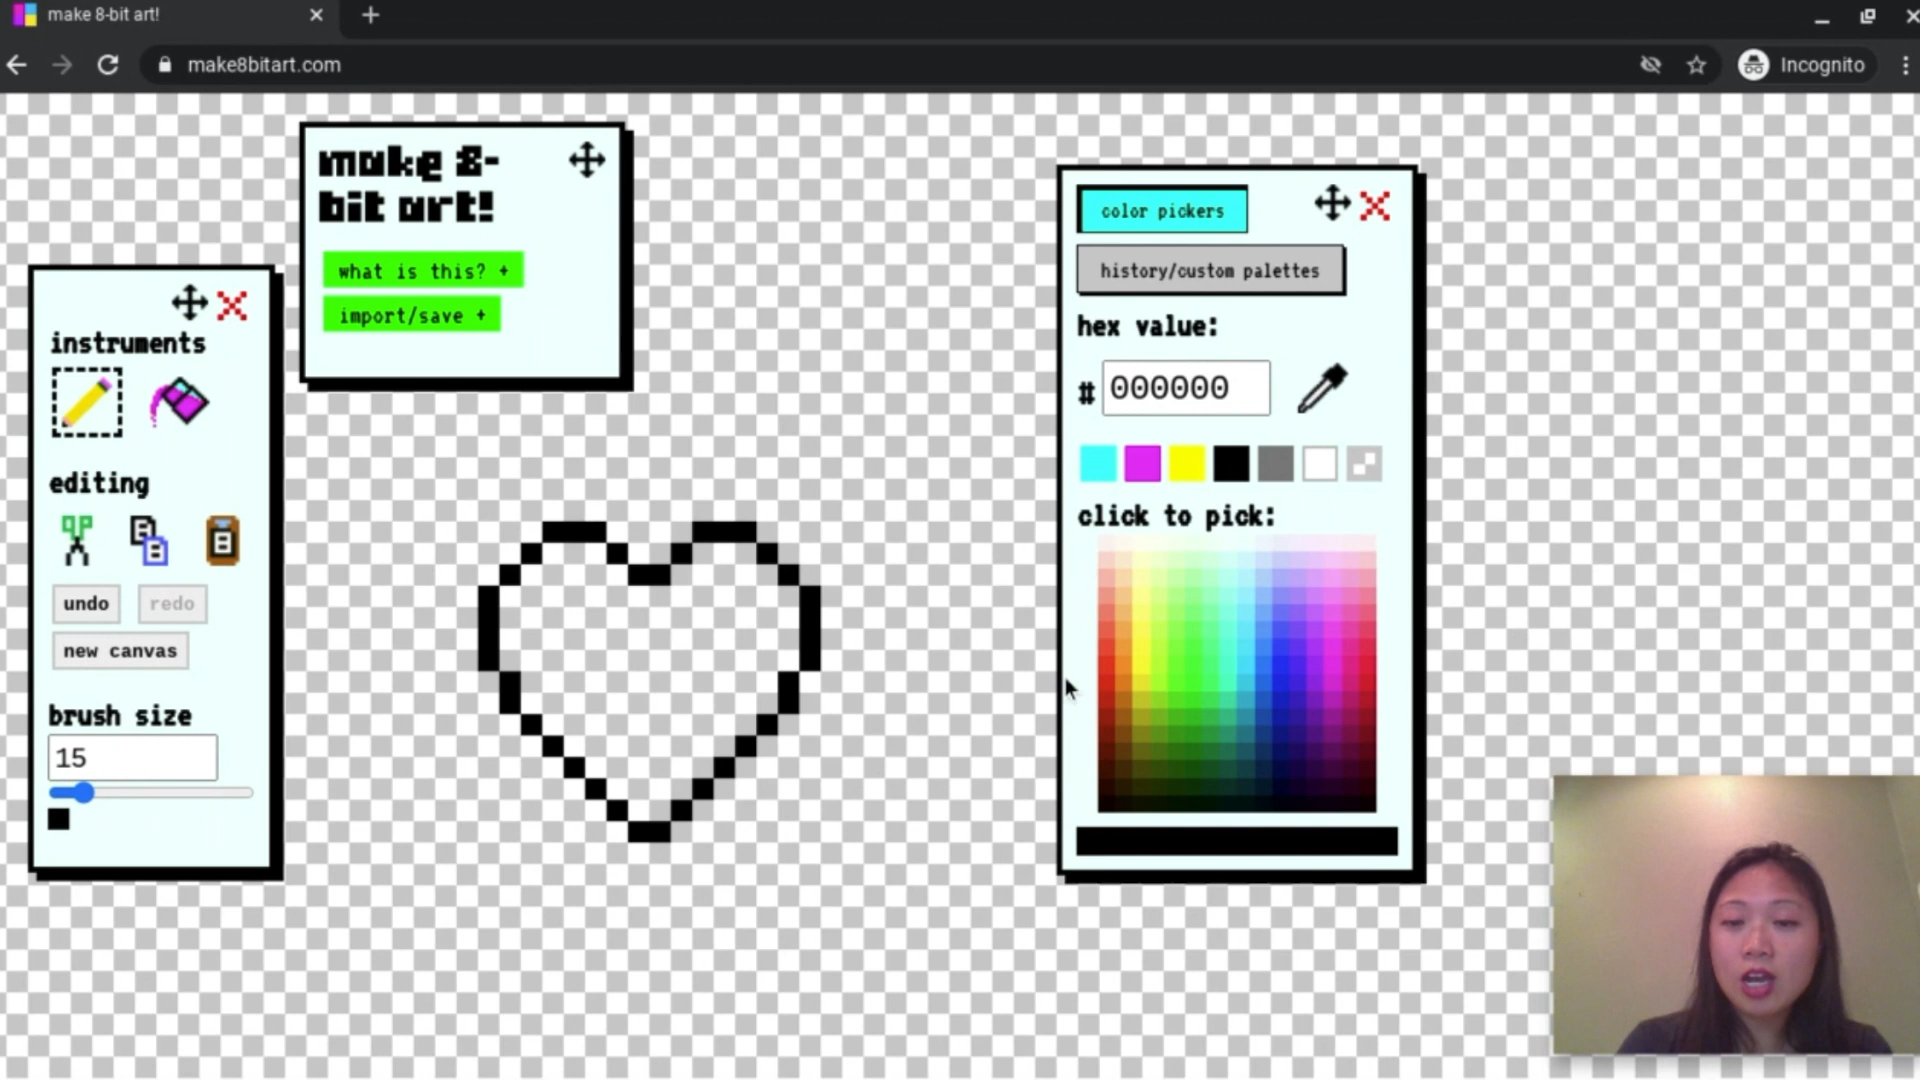 make 8-bit art!
make8bitart.com
Incognito
make 8-
bit art!
what is this? +
import/save +
instruments
editing
undo
redo
new canvas
brush size
15
color pickers
history/custom palettes
hex value:
# 000000
click to pick: